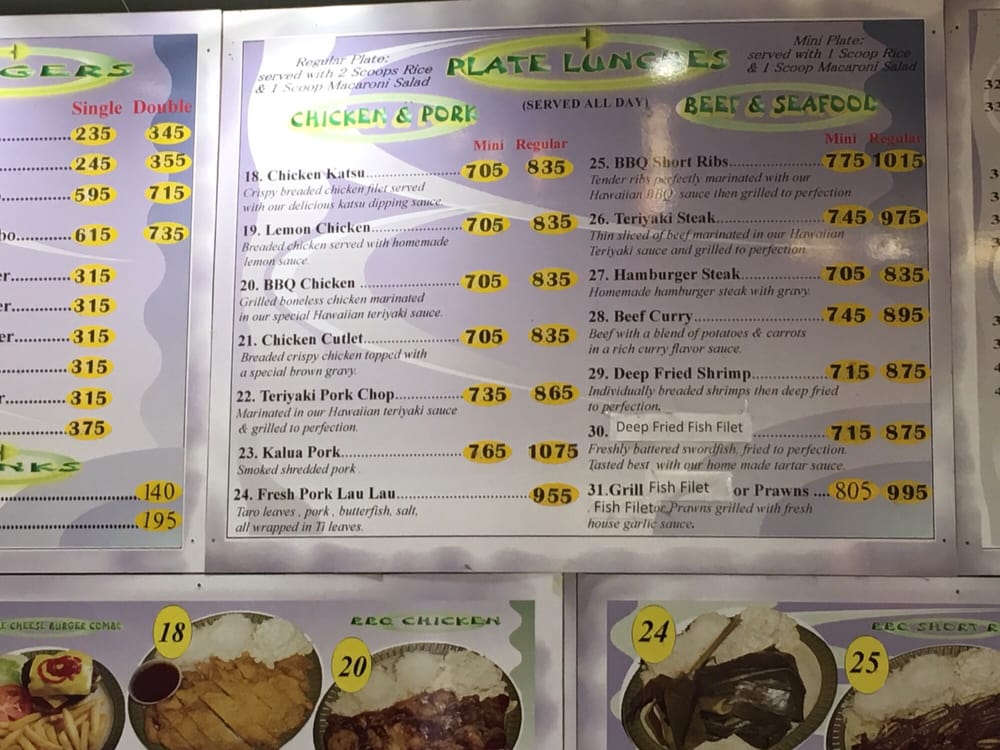 GERS
Single Double
235 345
245 355
595 715
615 735
315
315
315
315
315
375
NKS
140
195
Regular Plate:
served with 2 Scoops Rice
& 1 Scoop Macaroni Salad
PLATE LUNCHES
(SERVED ALL DAY)
Mini Plate:
served with 1 Scoop Rice
& 1 Scoop Macaroni Salad
CHICKEN & PORK
Mini Regular
18. Chicken Katsu 705 835
Crispy breaded chicken filet served
with our delicious katsu dipping sauce.
19. Lemon Chicken 705 835
Breaded chicken served with homemade
lemon sauce.
20. BBQ Chicken 705 835
Grilled boneless chicken marinated
in our special Hawaiian teriyaki sauce.
21. Chicken Cutlet 705 835
Breaded crispy chicken topped with
a special brown gravy.
22. Teriyaki Pork Chop 735 865
Marinated in our Hawaiian teriyaki sauce
& grilled to perfection.
23. Kalua Pork 765 1075
Smoked shredded pork.
24. Fresh Pork Lau Lau 955
Taro leaves, pork, butterfish, salt,
all wrapped in Ti leaves.
BEEF & SEAFOOD
Mini Regular
25. BBQ Short Ribs 775 1015
Tender ribs perfectly marinated with our
Hawaiian BBQ sauce then grilled to perfection.
26. Teriyaki Steak 745 975
Thin sliced of beef marinated in our Hawaiian
Teriyaki sauce and grilled to perfection.
27. Hamburger Steak 705 835
Homemade hamburger steak with gravy.
28. Beef Curry 745 895
Beef with a blend of potatoes & carrots
in a rich curry flavor sauce.
29. Deep Fried Shrimp 715 875
Individually breaded shrimps then deep fried
to perfection.
30. Deep Fried Fish Filet 715 875
Freshly battered swordfish, fried to perfection.
Tasted best with our home made tartar sauce.
31.Grill Fish Filet or Prawns 805 995
Fish Filet or Prawns grilled with fresh
house garlic sauce.
CHEESE BURGER COMBO
18
BBQ CHICKEN
20
24
BBQ SHORT R
25